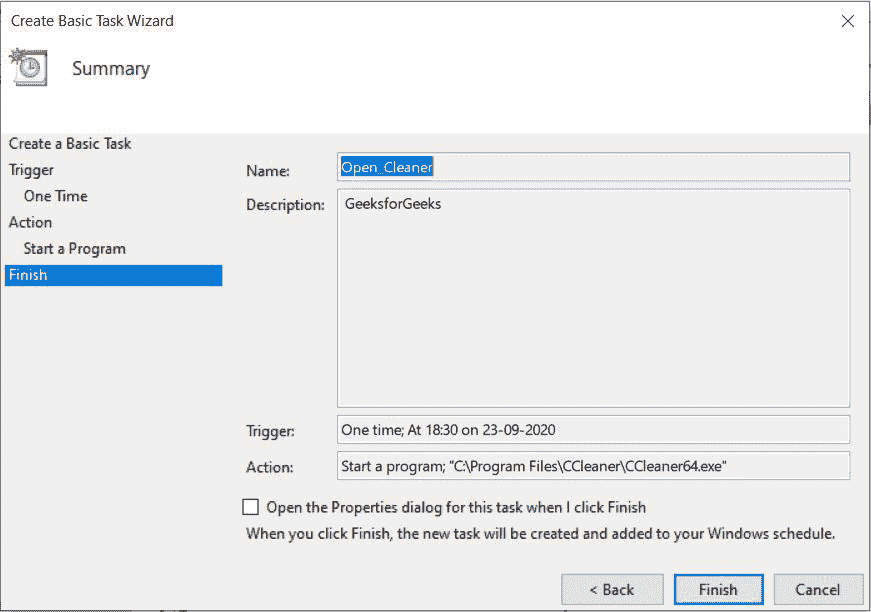 Create Basic Task Wizard
Summary
Create a Basic Task
Trigger
One Time
Action
Start a Program
Finish
Name: Open_Cleaner
Description: GeeksforGeeks
Trigger: One time; At 18:30 on 23-09-2020
Action: Start a program; "C:\Program Files\CCleaner\CCleaner64.exe"
Open the Properties dialog for this task when I click Finish
When you click Finish, the new task will be created and added to your Windows schedule.
< Back Finish Cancel